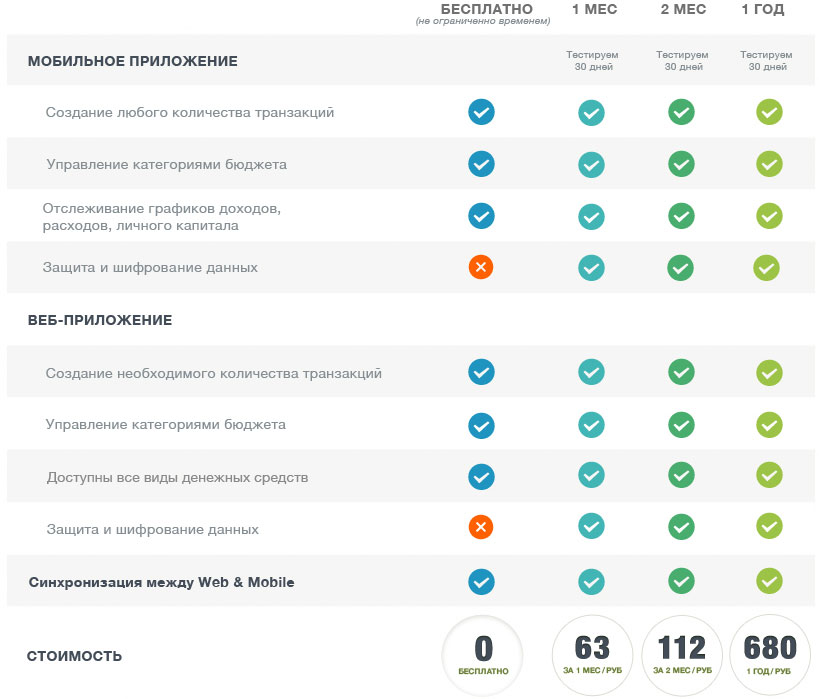 БЕСПЛАТНО 1 МЕС 2 МЕС 1 ГОД
(не ограниченно временем)
МОБИЛЬНОЕ ПРИЛОЖЕНИЕ
Тестируем Тестируем Тестируем
30 дней 30 дней 30 дней
Создание любого количества транзакций
Управление категориями бюджета
Отслеживание графиков доходов,
расходов, личного капитала
Защита и шифрование данных
ВЕБ-ПРИЛОЖЕНИЕ
Создание необходимого количества транзакций
Управление категориями бюджета
Доступны все виды денежных средств
Защита и шифрование данных
Синхронизация между Web & Mobile
СТОИМОСТЬ
0 63 112 680
БЕСПЛАТНО ЗА 1 МЕС / РУБ ЗА 2 МЕС / РУБ 1 ГОД / РУБ